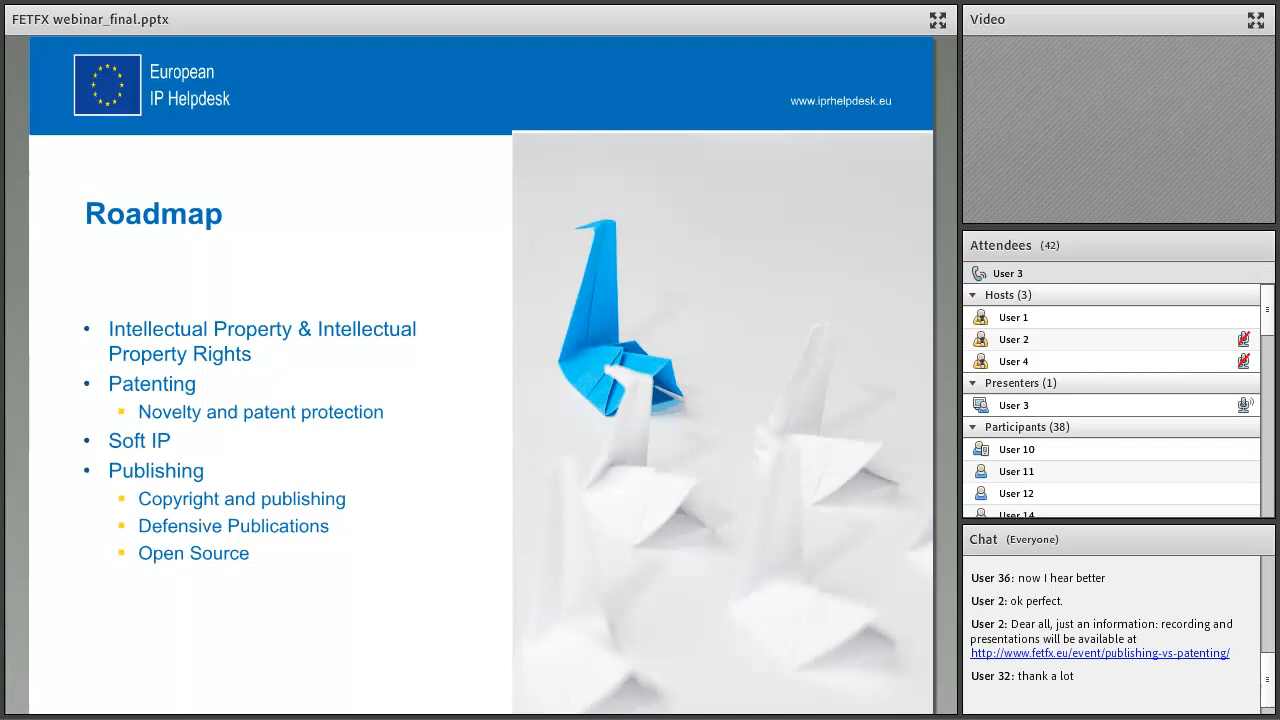 FETFX webinar_final.pptx
European
IP Helpdesk
www.iprhelpdesk.eu
Roadmap
• Intellectual Property & Intellectual
Property Rights
• Patenting
▪ Novelty and patent protection
• Soft IP
• Publishing
▪ Copyright and publishing
▪ Defensive Publications
▪ Open Source
Video
Attendees (42)
User 3
Hosts (3)
User 1
User 2
User 4
Presenters (1)
User 3
Participants (38)
User 10
User 11
User 12
User 14
Chat (Everyone)
User 36: now I hear better
User 2: ok perfect.
User 2: Dear all, just an information: recording and
presentations will be available at
http://www.fetfx.eu/event/publishing-vs-patenting/
User 32: thank a lot